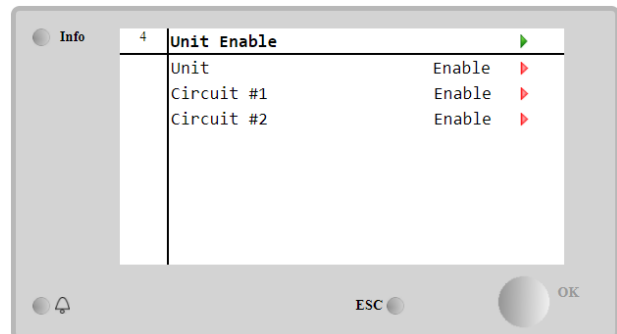 Info
4 Unit Enable
Unit Enable
Circuit #1 Enable
Circuit #2 Enable
ESC
OK